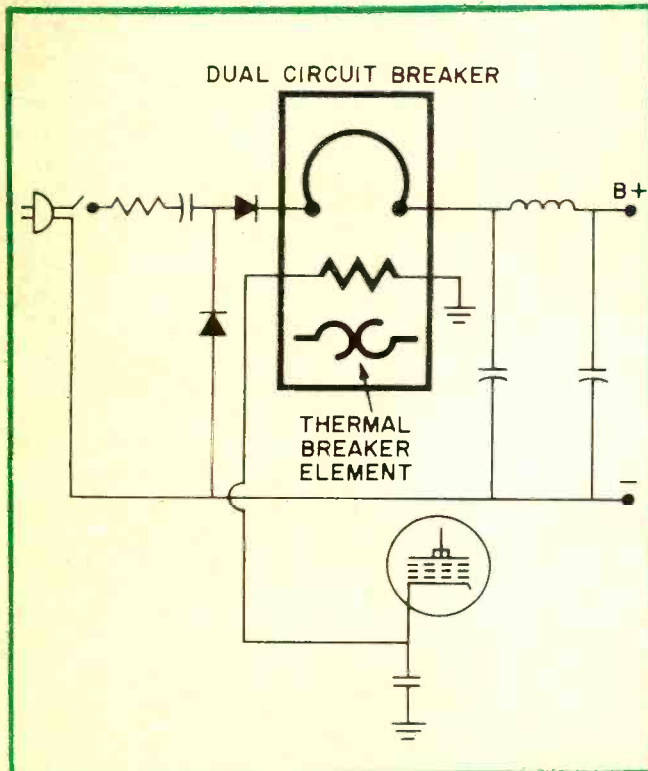 DUAL CIRCUIT BREAKER
B+
THERMAL
BREAKER
ELEMENT
−